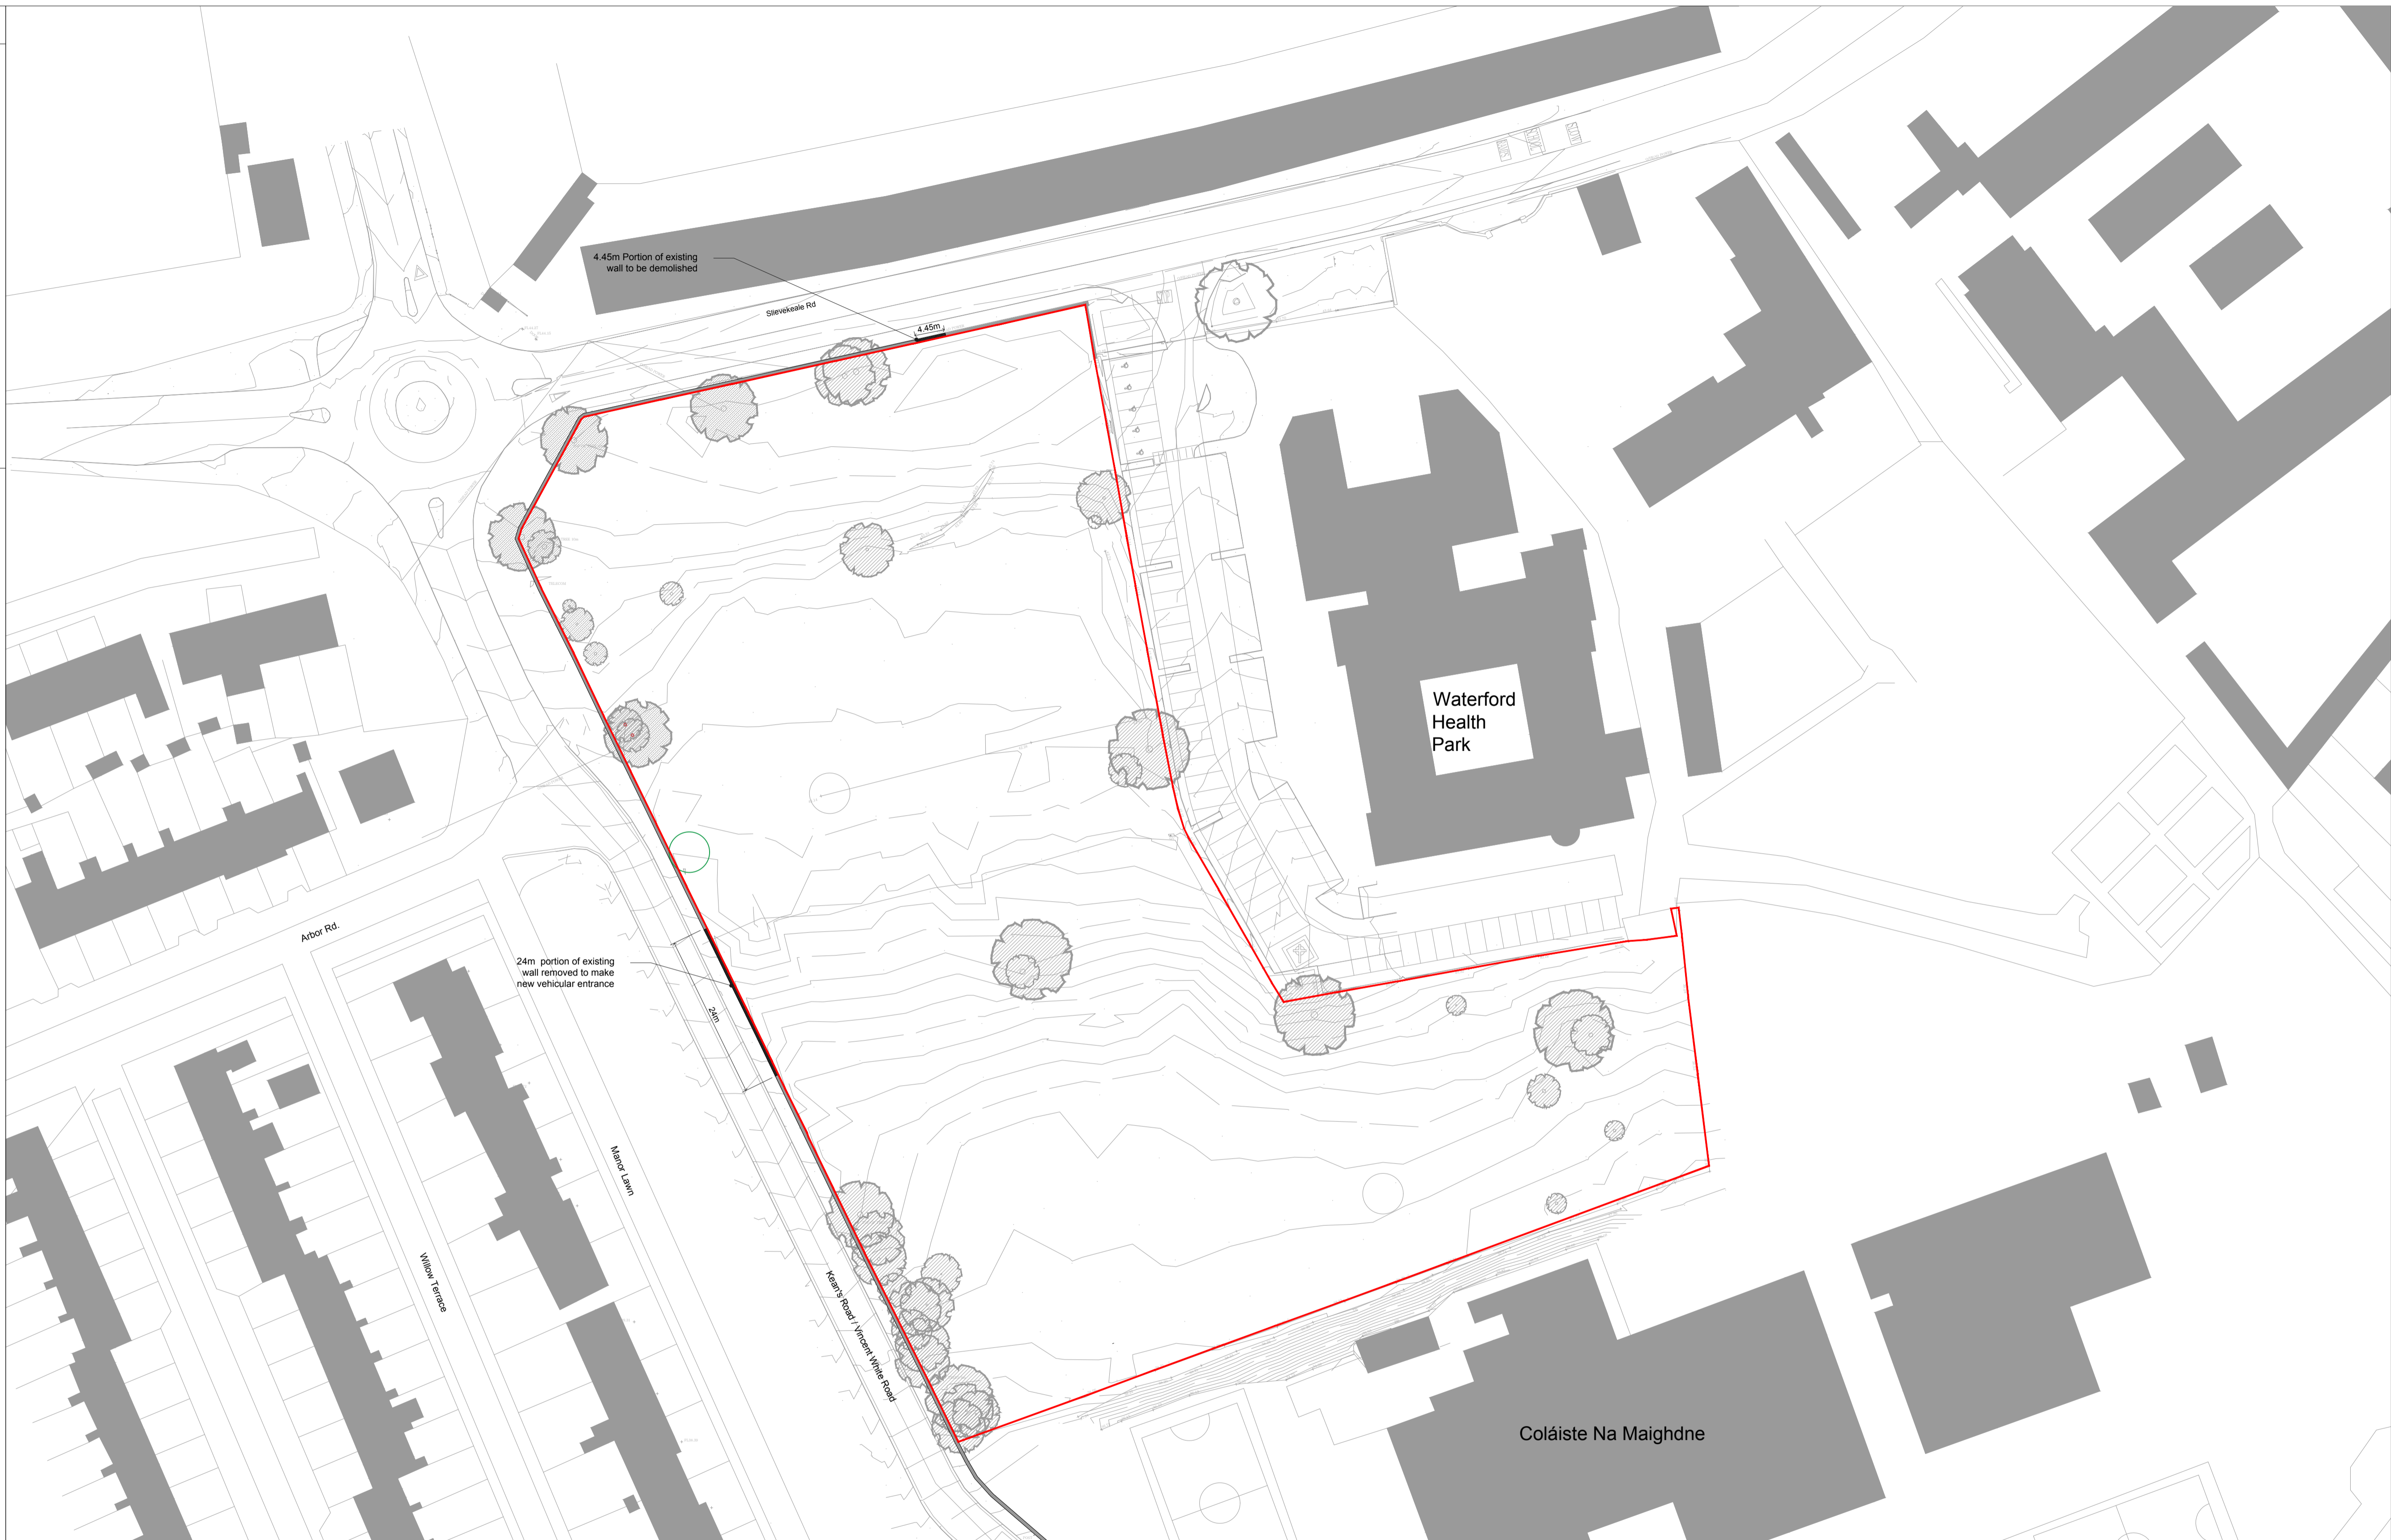 4.45m Portion of existing
wall to be demolished
Slievekeale Rd
4.45m
Waterford
Health
Park
Arbor Rd.
24m portion of existing
wall removed to make
new vehicular entrance
24m
Manor Lawn
Willow Terrace
Kean's Road / Vincent White Road
Coláiste Na Maighdne